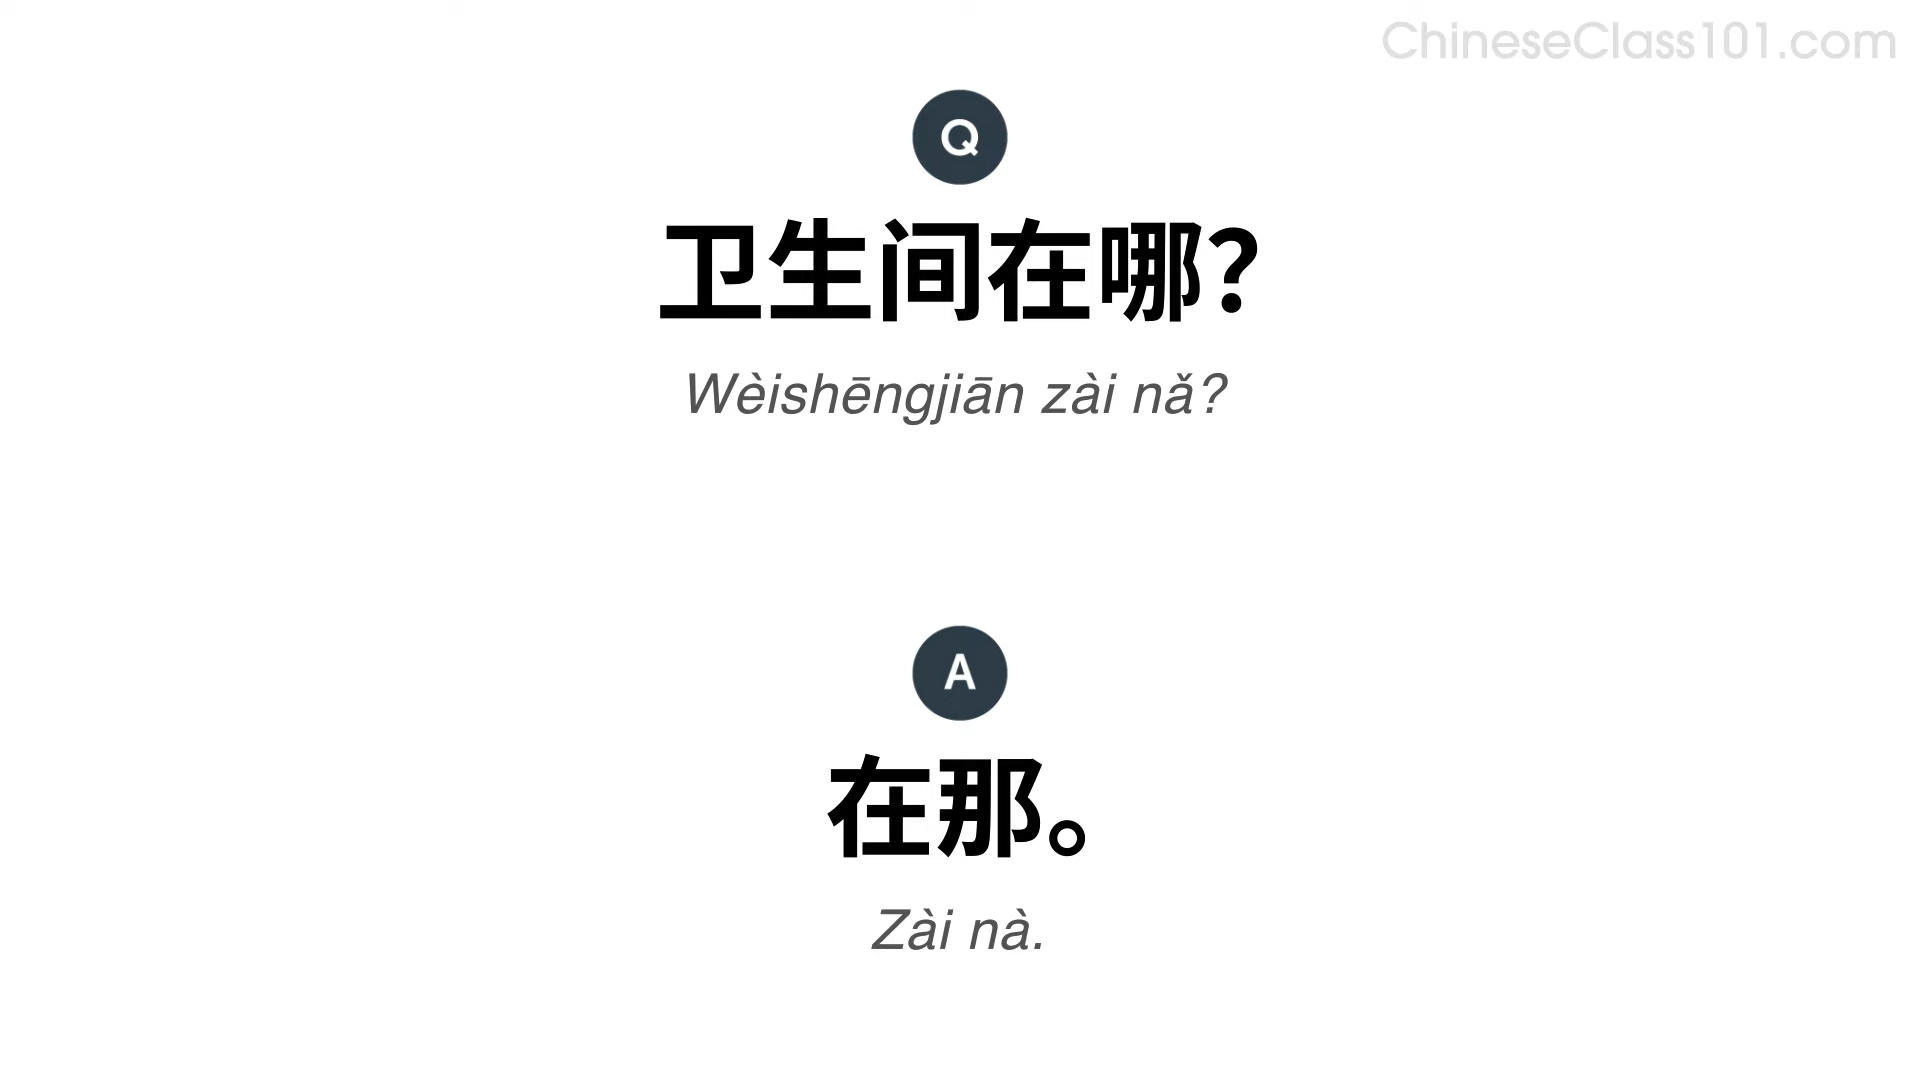 ChineseClass101.com
Q
卫生间在哪？
Wèishēngjiān zài nǎ?
A
在那。
Zài nà.